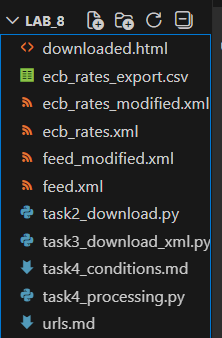 LAB_8
downloaded.html
ecb_rates_export.csv
ecb_rates_modified.xml
ecb_rates.xml
feed_modified.xml
feed.xml
task2_download.py
task3_download_xml.py
task4_conditions.md
task4_processing.py
urls.md